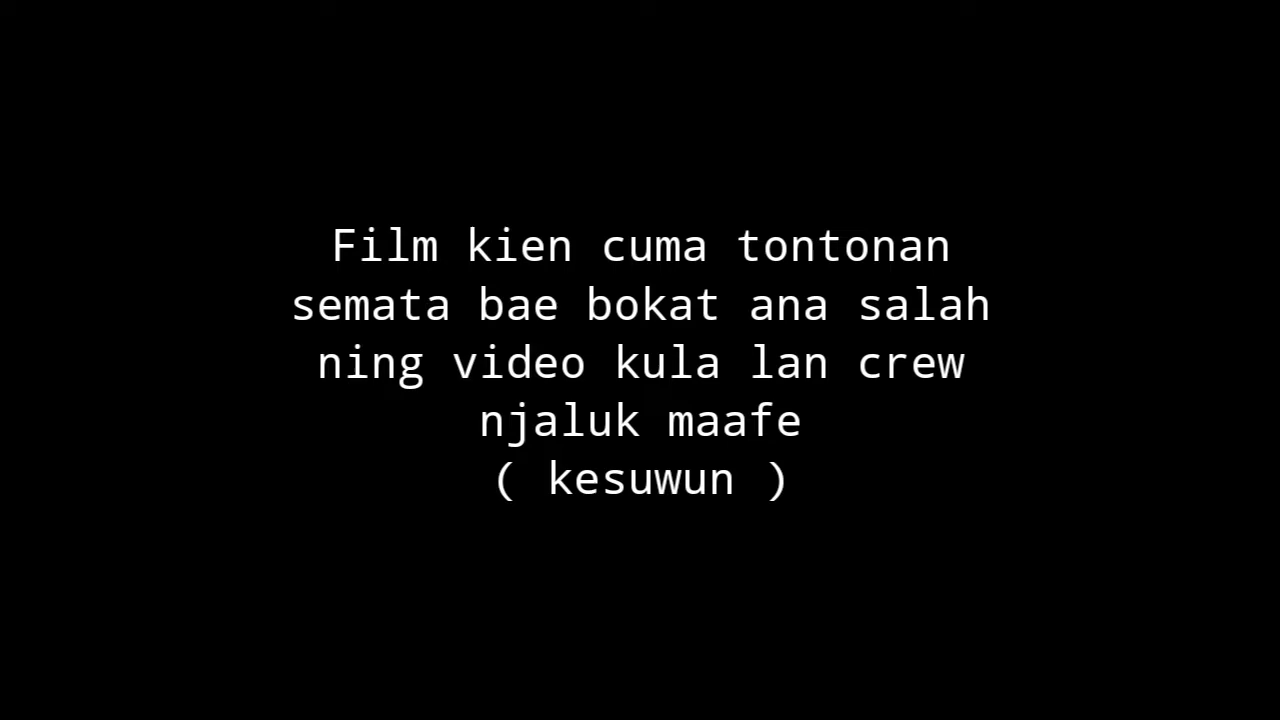 Film kien cuma tontonan
semata bae bokat ana salah
ning video kula lan crew
njaluk maafe
( kesuwun )